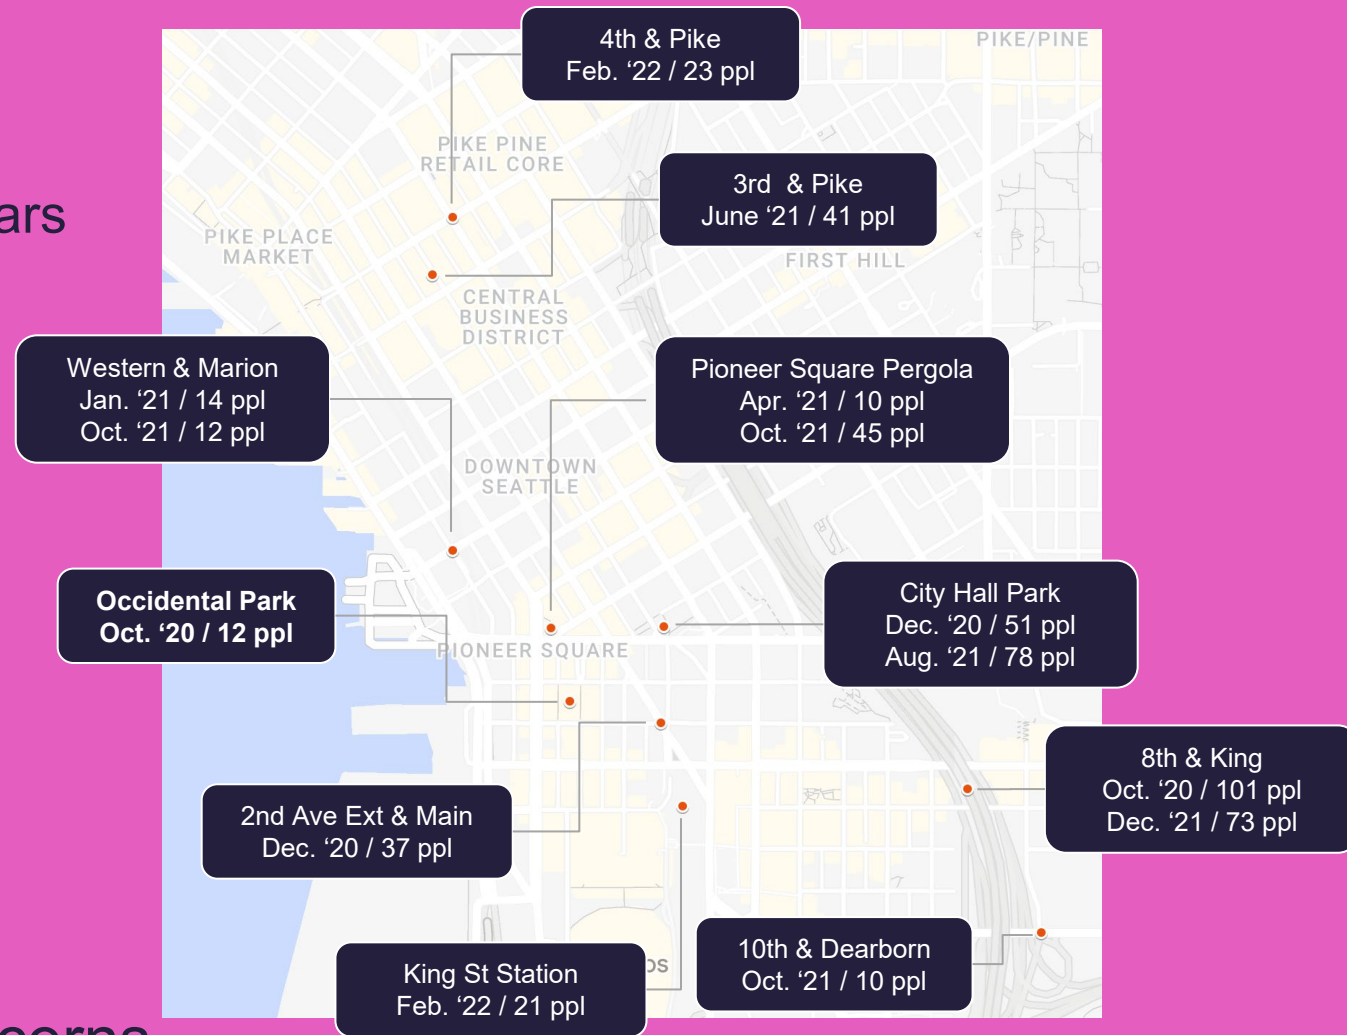 4th & Pike
Feb. ‘22 / 23 ppl
PIKE/PINE
PIKE PINE
RETAIL CORE
3rd & Pike
June ‘21 / 41 ppl
ars
PIKE PLACE
MARKET
FIRST HILL
CENTRAL
BUSINESS
DISTRICT
Western & Marion
Jan. ‘21 / 14 ppl
Oct. ‘21 / 12 ppl
Pioneer Square Pergola
Apr. ‘21 / 10 ppl
Oct. ‘21 / 45 ppl
DOWNTOWN
SEATTLE
Occidental Park
Oct. ‘20 / 12 ppl
City Hall Park
Dec. ‘20 / 51 ppl
Aug. ‘21 / 78 ppl
PIONEER SQUARE
8th & King
Oct. ‘20 / 101 ppl
Dec. ‘21 / 73 ppl
2nd Ave Ext & Main
Dec. ‘20 / 37 ppl
10th & Dearborn
Oct. ‘21 / 10 ppl
King St Station
Feb. ‘22 / 21 ppl